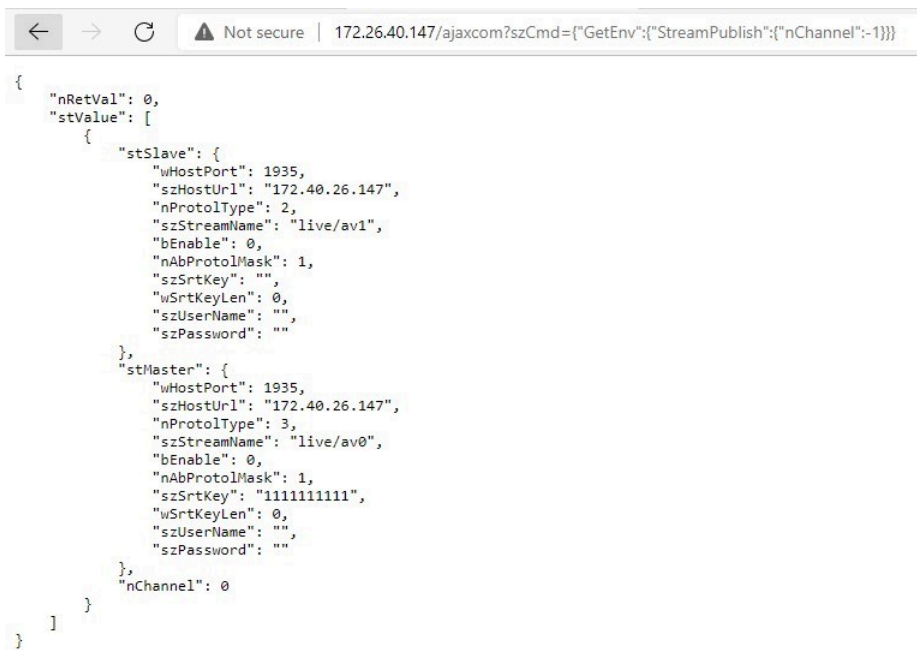 Not secure | 172.26.40.147/ajaxcom?szCmd={"GetEnv":{"StreamPublish":{"nChannel":-1}}}
{
    "nRetVal": 0,
    "stValue": [
        {
            "stSlave": {
                "wHostPort": 1935,
                "szHostUrl": "172.40.26.147",
                "nProtolType": 2,
                "szStreamName": "live/av1",
                "bEnable": 0,
                "nAbProtolMask": 1,
                "szSrtKey": "",
                "wSrtKeyLen": 0,
                "szUserName": "",
                "szPassword": ""
            },
            "stMaster": {
                "wHostPort": 1935,
                "szHostUrl": "172.40.26.147",
                "nProtolType": 3,
                "szStreamName": "live/av0",
                "bEnable": 0,
                "nAbProtolMask": 1,
                "szSrtKey": "1111111111",
                "wSrtKeyLen": 0,
                "szUserName": "",
                "szPassword": ""
            },
            "nChannel": 0
        }
    ]
}